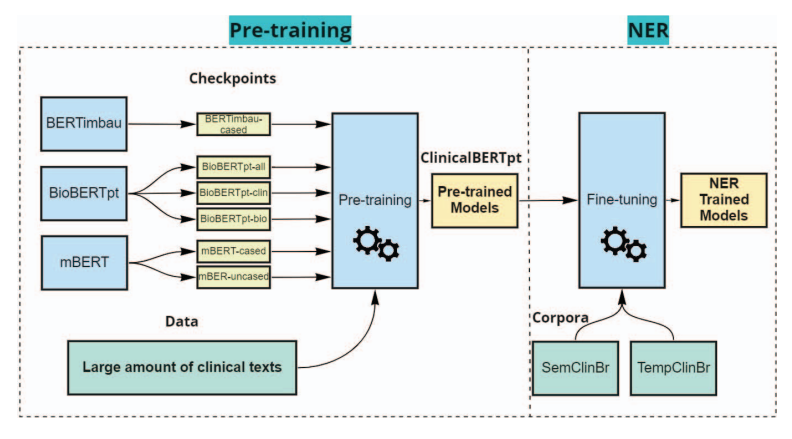 Pre-training
NER
Checkpoints
BERTimbau
BERTimbau-
cased
BioBERTpt
BioBERTpt-all
BioBERTpt-clin
BioBERTpt-bio
mBERT
mBERT-cased
mBER-uncased
Pre-training
ClinicalBERTpt
Pre-trained
Models
Data
Large amount of clinical texts
Fine-tuning
NER
Trained
Models
Corpora
SemClinBr
TempClinBr